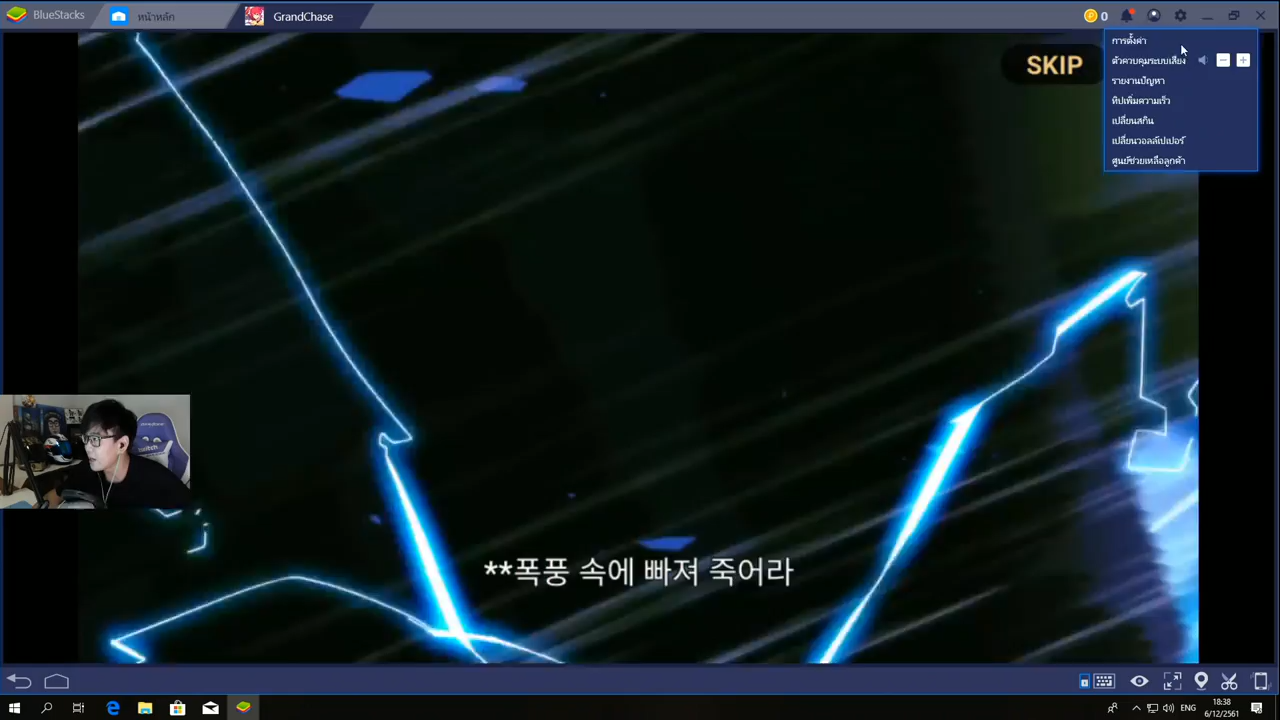 BlueStacks
หน้าหลัก
GrandChase
0
การตั้งค่า
SKIP
ตัวควบคุมระบบเสียง
รายงานปัญหา
ทิปเพิ่มความเร็ว
เปลี่ยนสกิน
เปลี่ยนวอลล์เปเปอร์
ศูนย์ช่วยเหลือลูกค้า
**폭풍 속에 빠져 죽어라
ENG
18:38
6/12/2561